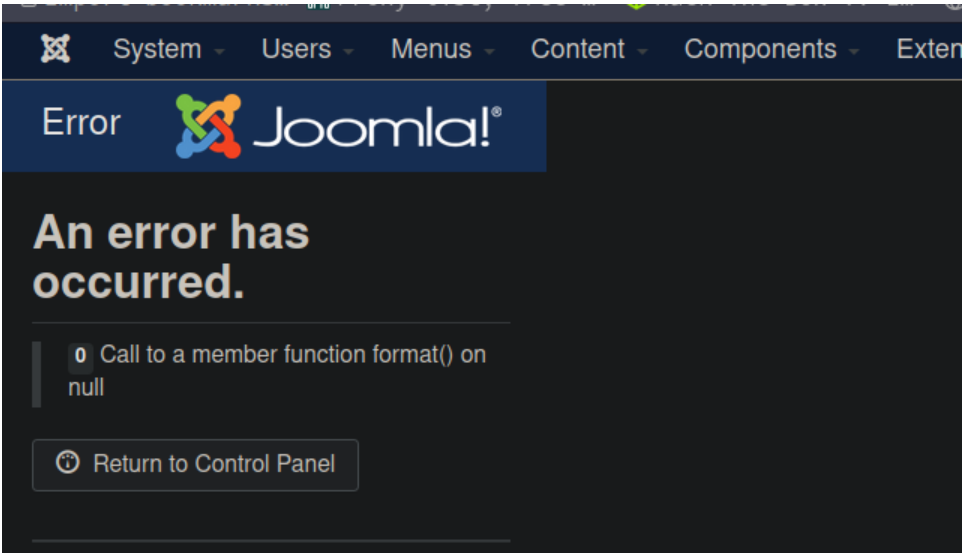 System Users Menus Content Components Exten
Error Joomla!®
An error has
occurred.
0 Call to a member function format() on
null
Return to Control Panel